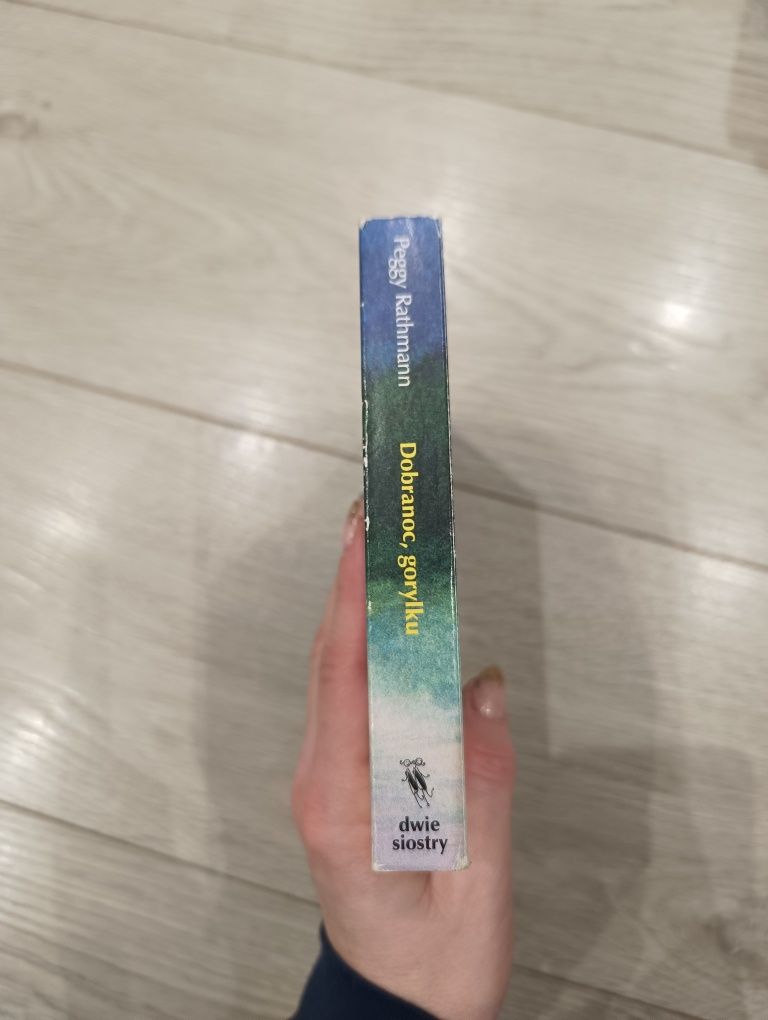 Peggy Rathmann
Dobranoc, gorylku
dwie
siostry